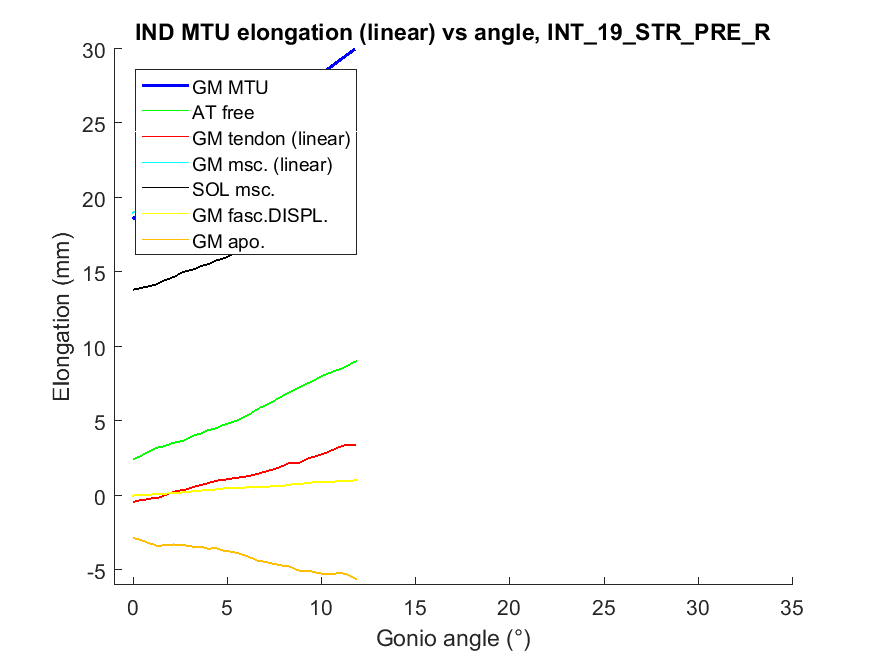 IND MTU elongation (linear) vs angle, INT_19_STR_PRE_R
30
25
20
15
10
5
0
-5
Elongation (mm)
GM MTU
AT free
GM tendon (linear)
GM msc. (linear)
SOL msc.
GM fasc.DISPL.
GM apo.
0 5 10 15 20 25 30 35
Gonio angle (°)